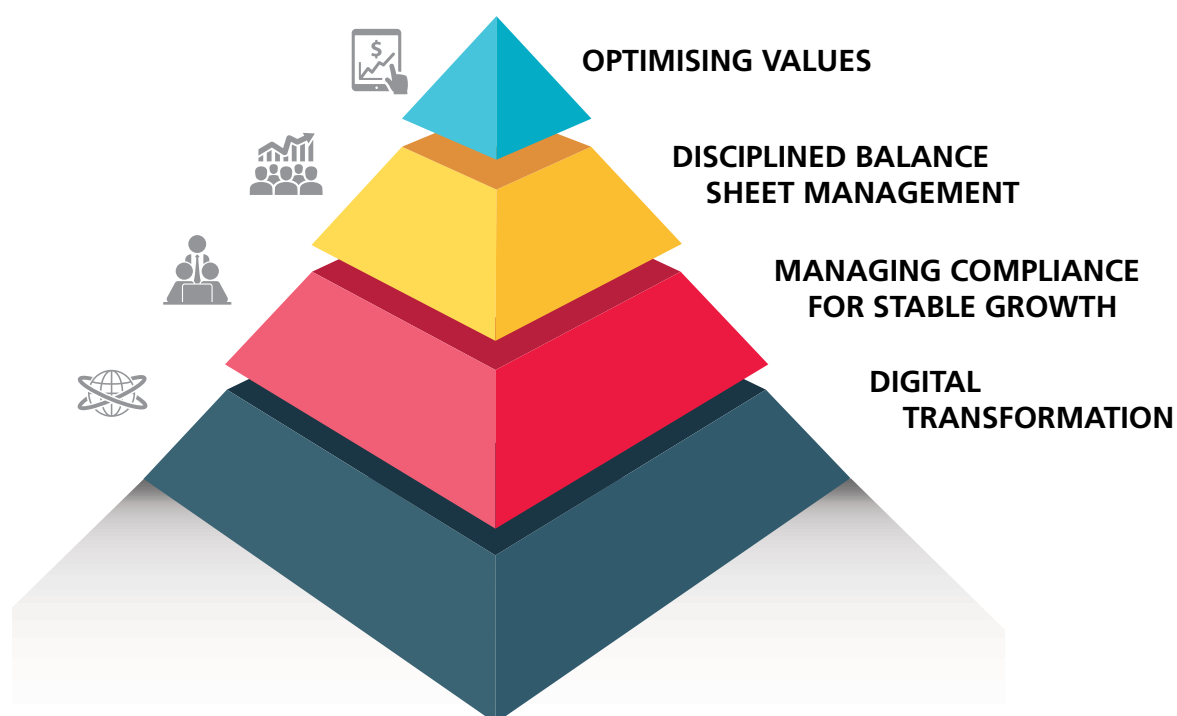 $
OPTIMISING VALUES
DISCIPLINED BALANCE
SHEET MANAGEMENT
MANAGING COMPLIANCE
FOR STABLE GROWTH
DIGITAL
TRANSFORMATION